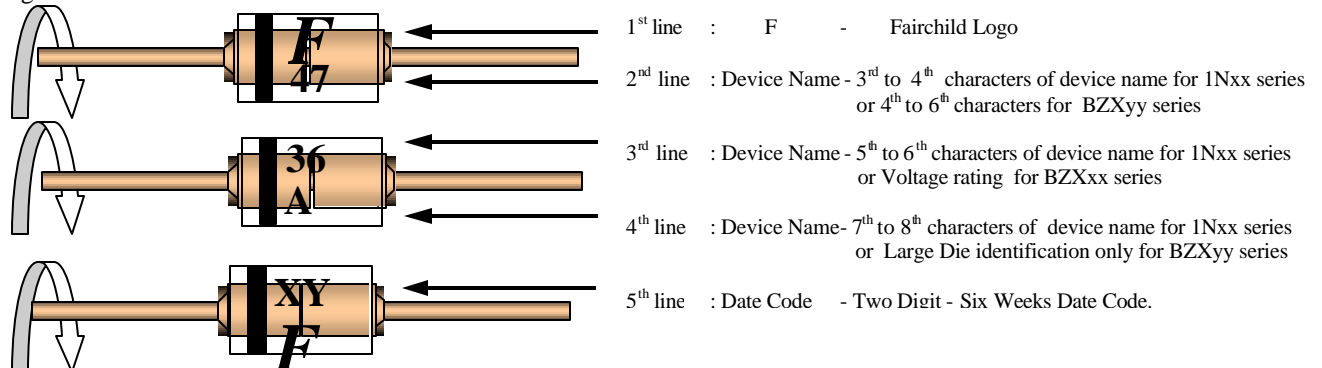 F
47
36
A
XY
F
1st line : F - Fairchild Logo
2nd line : Device Name - 3rd to 4th characters of device name for 1Nxx series
or 4th to 6th characters for BZXyy series
3rd line : Device Name - 5th to 6th characters of device name for 1Nxx series
or Voltage rating for BZXxx series
4th line : Device Name- 7th to 8th characters of device name for 1Nxx series
or Large Die identification only for BZXyy series
5th line : Date Code - Two Digit - Six Weeks Date Code.